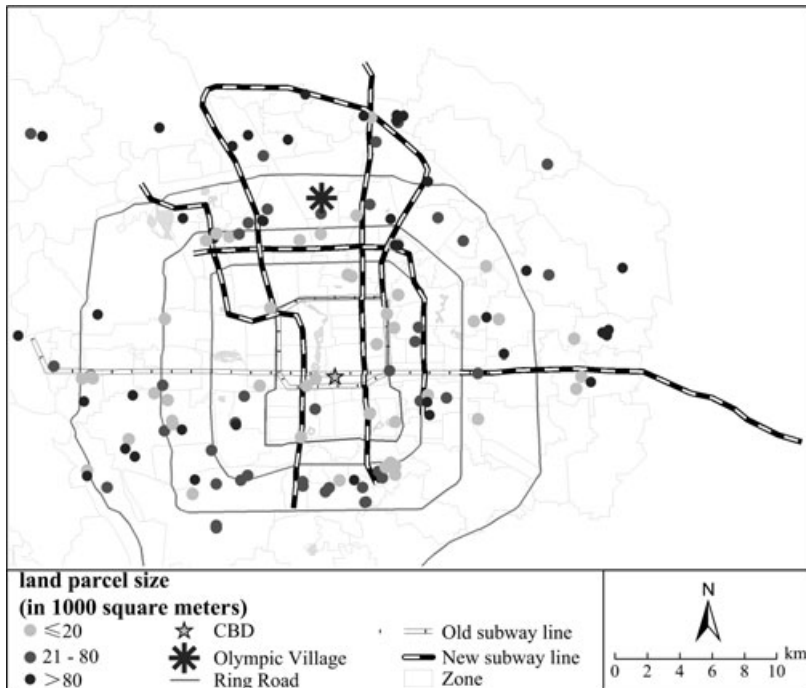 land parcel size
(in 1000 square meters)
≤20
21 - 80
>80
CBD
Olympic Village
Ring Road
Old subway line
New subway line
Zone
N
km
0 2 4 6 8 10